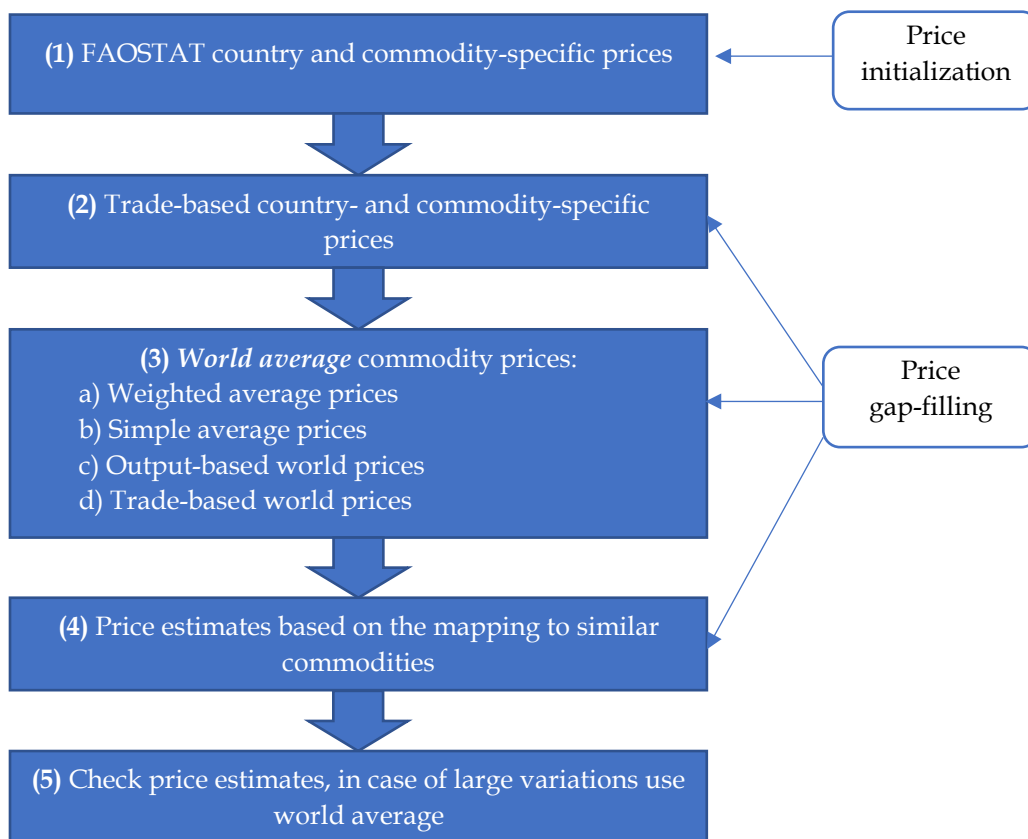 (1) FAOSTAT country and commodity-specific prices
Price
initialization
(2) Trade-based country- and commodity-specific
prices
(3) World average commodity prices:
a) Weighted average prices
b) Simple average prices
c) Output-based world prices
d) Trade-based world prices
Price
gap-filling
(4) Price estimates based on the mapping to similar
commodities
(5) Check price estimates, in case of large variations use
world average